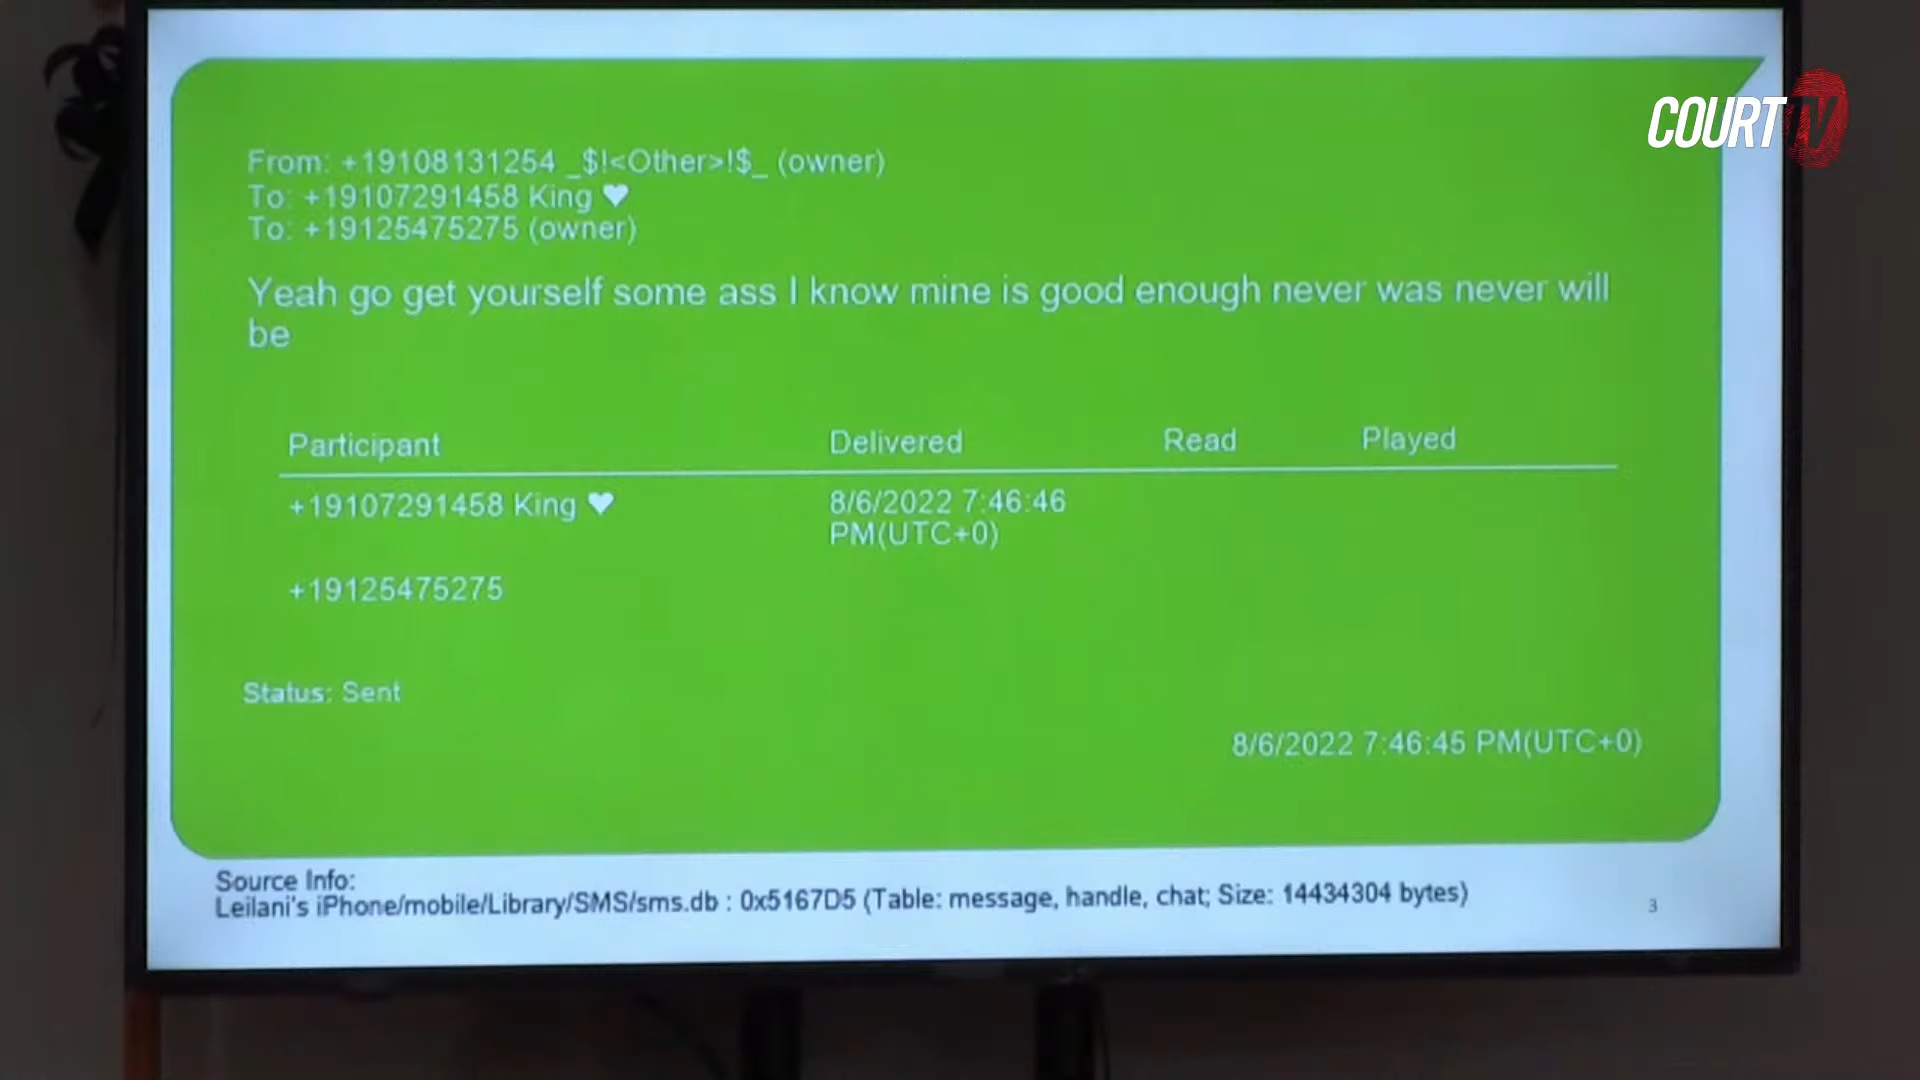 COURT TV
From: +19108131254 _$!<Other>!$_ (owner)
To: +19107291458 King ♥
To: +19125475275 (owner)
Yeah go get yourself some ass I know mine is good enough never was never will
be
Participant Delivered Read Played
+19107291458 King ♥ 8/6/2022 7:46:46
PM(UTC+0)
+19125475275
Status: Sent
8/6/2022 7:46:45 PM(UTC+0)
Source Info:
Leilani's iPhone/mobile/Library/SMS/sms.db : 0x5167D5 (Table: message, handle, chat; Size: 14434304 bytes)
3